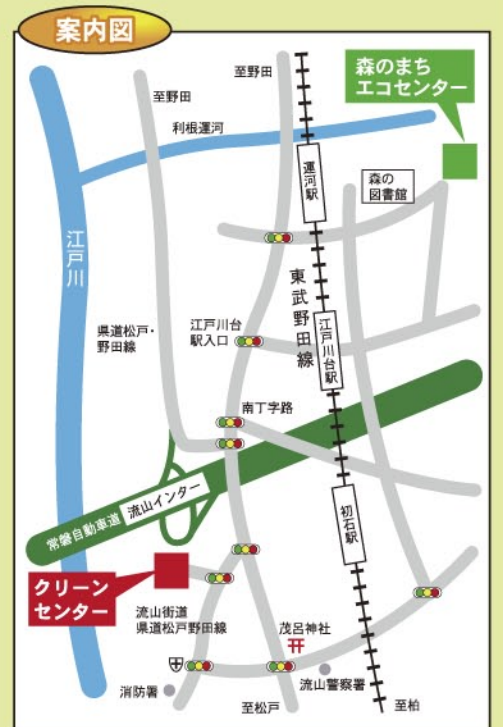 案内図
森のまち
エコセンター
至野田
至野田
利根運河
運河駅
森の
図書館
江戸川
東武野田線
県道松戸・
野田線
江戸川台
駅入口
江戸川台駅
南丁字路
流山インター
常磐自動車道
初石駅
クリーン
センター
流山街道
県道松戸野田線
茂呂神社
消防署
流山警察署
至松戸
至柏